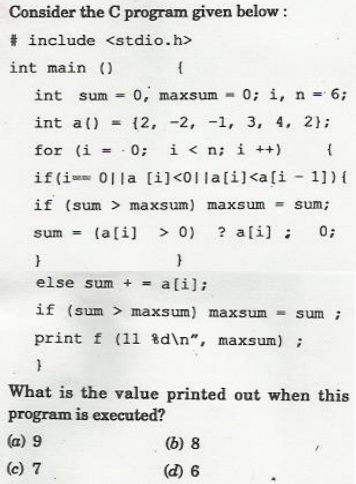 Consider the C program given below :
# include <stdio.h>
int main () {
int sum = 0, maxsum = 0; i, n = 6;
int a() = {2, -2, -1, 3, 4, 2};
for (i = 0; i < n; i ++) {
if(i== 0||a [i]<0||a[i]<a[i - 1]){
if (sum > maxsum) maxsum = sum;
sum = (a[i] > 0) ? a[i] ; 0;
} }
else sum + = a[i];
if (sum > maxsum) maxsum = sum ;
print f (11 %d\n", maxsum) ;
}
What is the value printed out when this
program is executed?
(a) 9 (b) 8
(c) 7 (d) 6